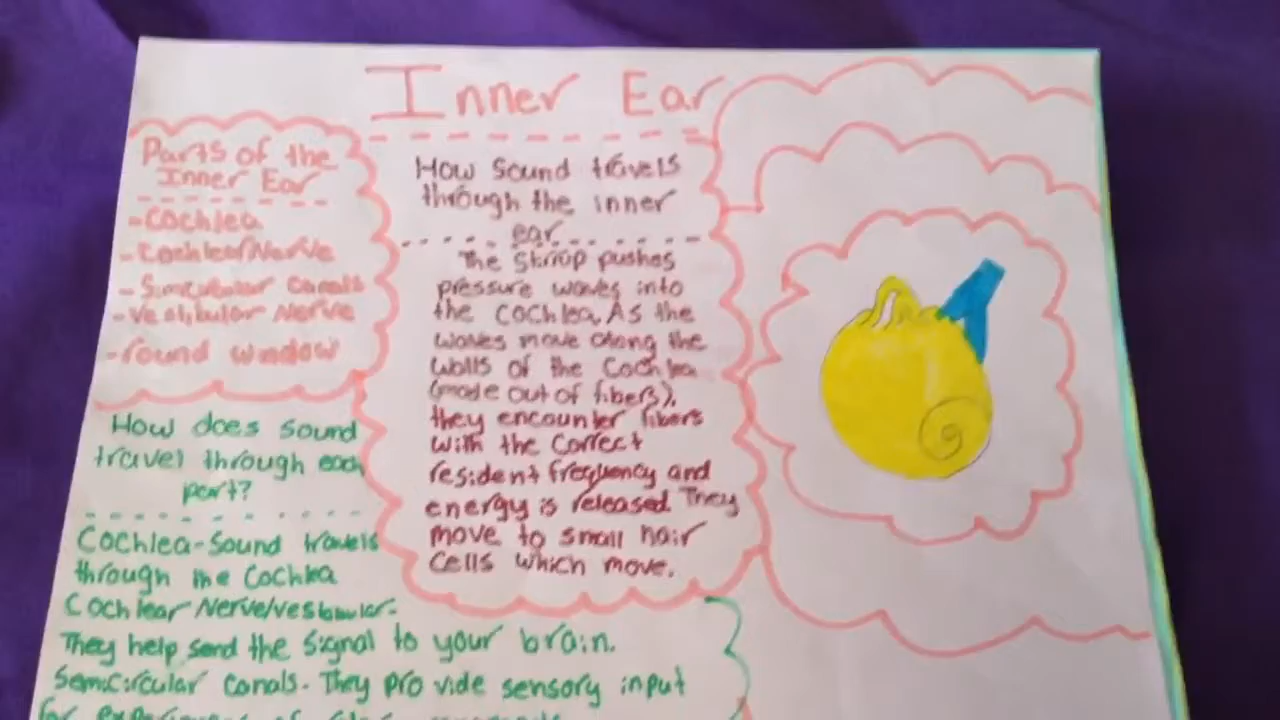 Inner Ear
Parts of the
Inner Ear
-Cochlea
-Cochlear Nerve
-Vestibular Nerve
-round window
How sound travels
through the inner
ear
The Stirrup pushes
pressure waves into
the Cochlea. As the
waves move along the
walls of the Cochlea
(made out of fibers),
they encounter fibers
with the correct
resident frequency and
energy is released They
move to small hair
Cells which move.
How does sound
travel through each
part?
Cochlea-Sound travels
through the Cochlea
Cochlear Nerve/vestibular-
They help send the signal to your brain.
Semicircular canals- They provide sensory input
for experiences of